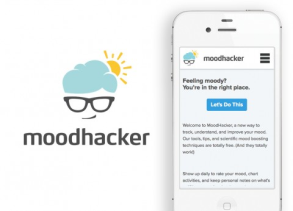 moodhacker
moodhacker
Feeling moody?
You're in the right place.
Let's Do This
Welcome to MoodHacker, a new way to
track, understand, and improve your mood.
Our tools, tips, and scientific mood boosting
techniques are totally free. (And they totally
work!)
Show up daily to rate your mood, chart
activities, and keep personal notes on what's